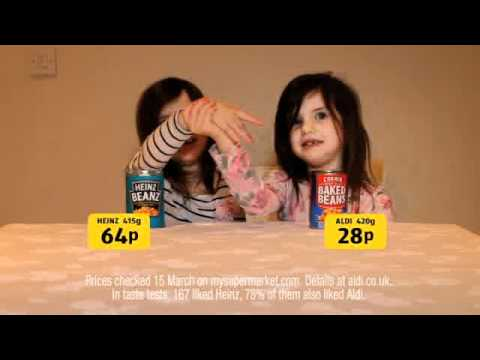 HEINZ
BEANZ
CORALE
BAKED
BEANS
HEINZ 415g
64p
ALDI 420g
28p
Prices checked 15 March on mysupermarket.com. Details at aldi.co.uk.
In taste tests, 167 liked Heinz, 78% of them also liked Aldi.